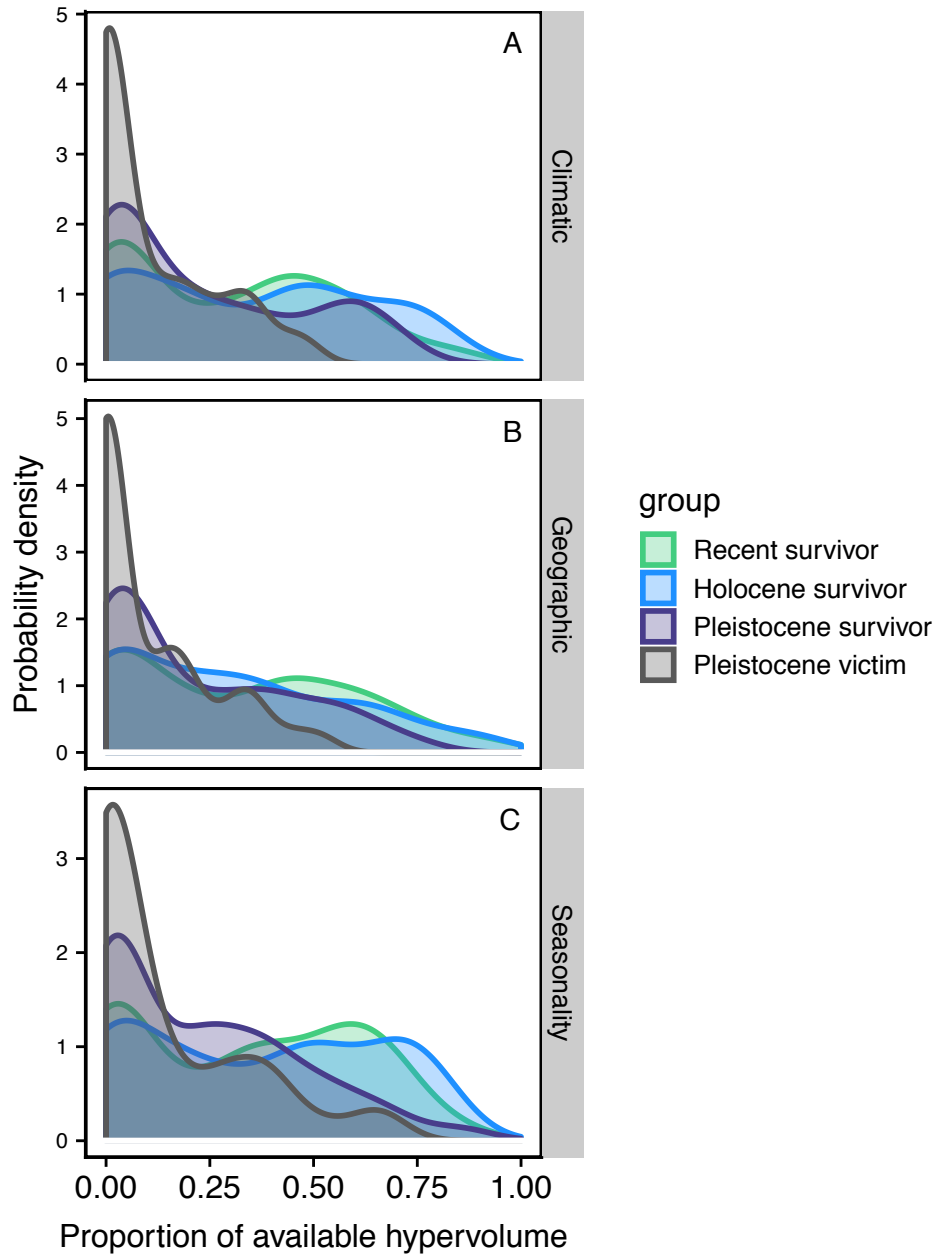 A
5
4
3
2
1
0
Climatic
B
5
4
3
2
1
0
Geographic
C
3
2
1
0
Seasonality
Probability density
0.00 0.25 0.50 0.75 1.00
Proportion of available hypervolume
group
Recent survivor
Holocene survivor
Pleistocene survivor
Pleistocene victim